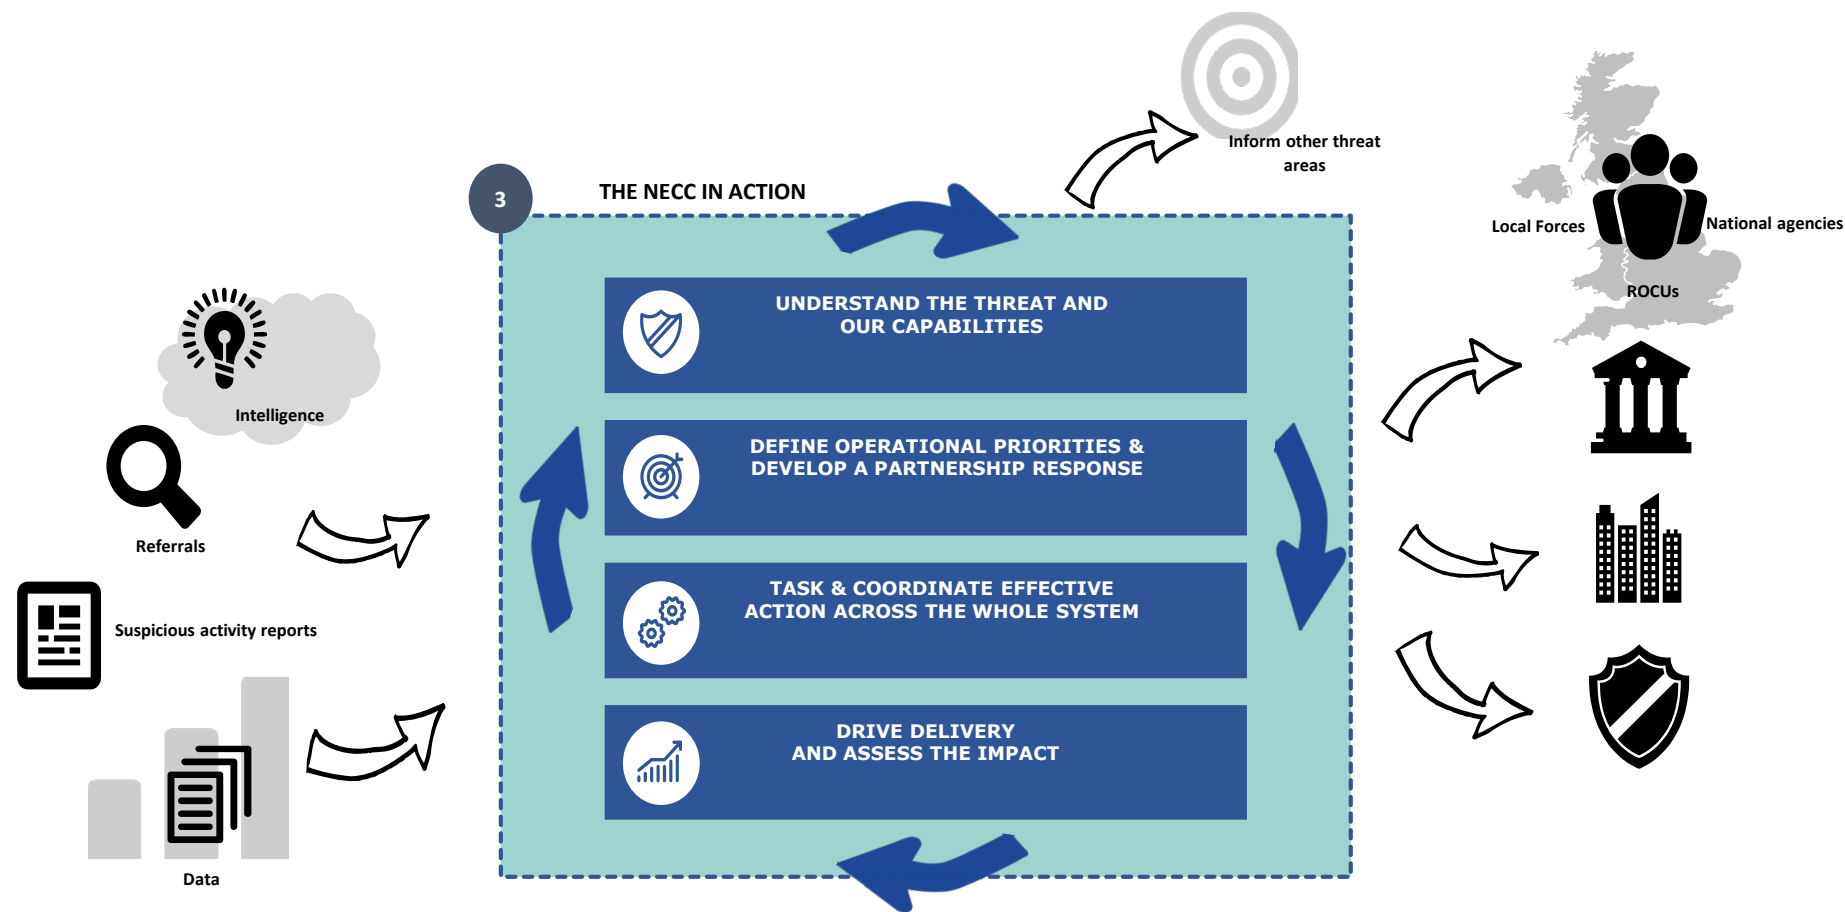 Inform other threat
areas
3
THE NECC IN ACTION
Local Forces
National agencies
ROCUs
UNDERSTAND THE THREAT AND
OUR CAPABILITIES
Intelligence
DEFINE OPERATIONAL PRIORITIES &
DEVELOP A PARTNERSHIP RESPONSE
Referrals
TASK & COORDINATE EFFECTIVE
ACTION ACROSS THE WHOLE SYSTEM
Suspicious activity reports
DRIVE DELIVERY
AND ASSESS THE IMPACT
Data